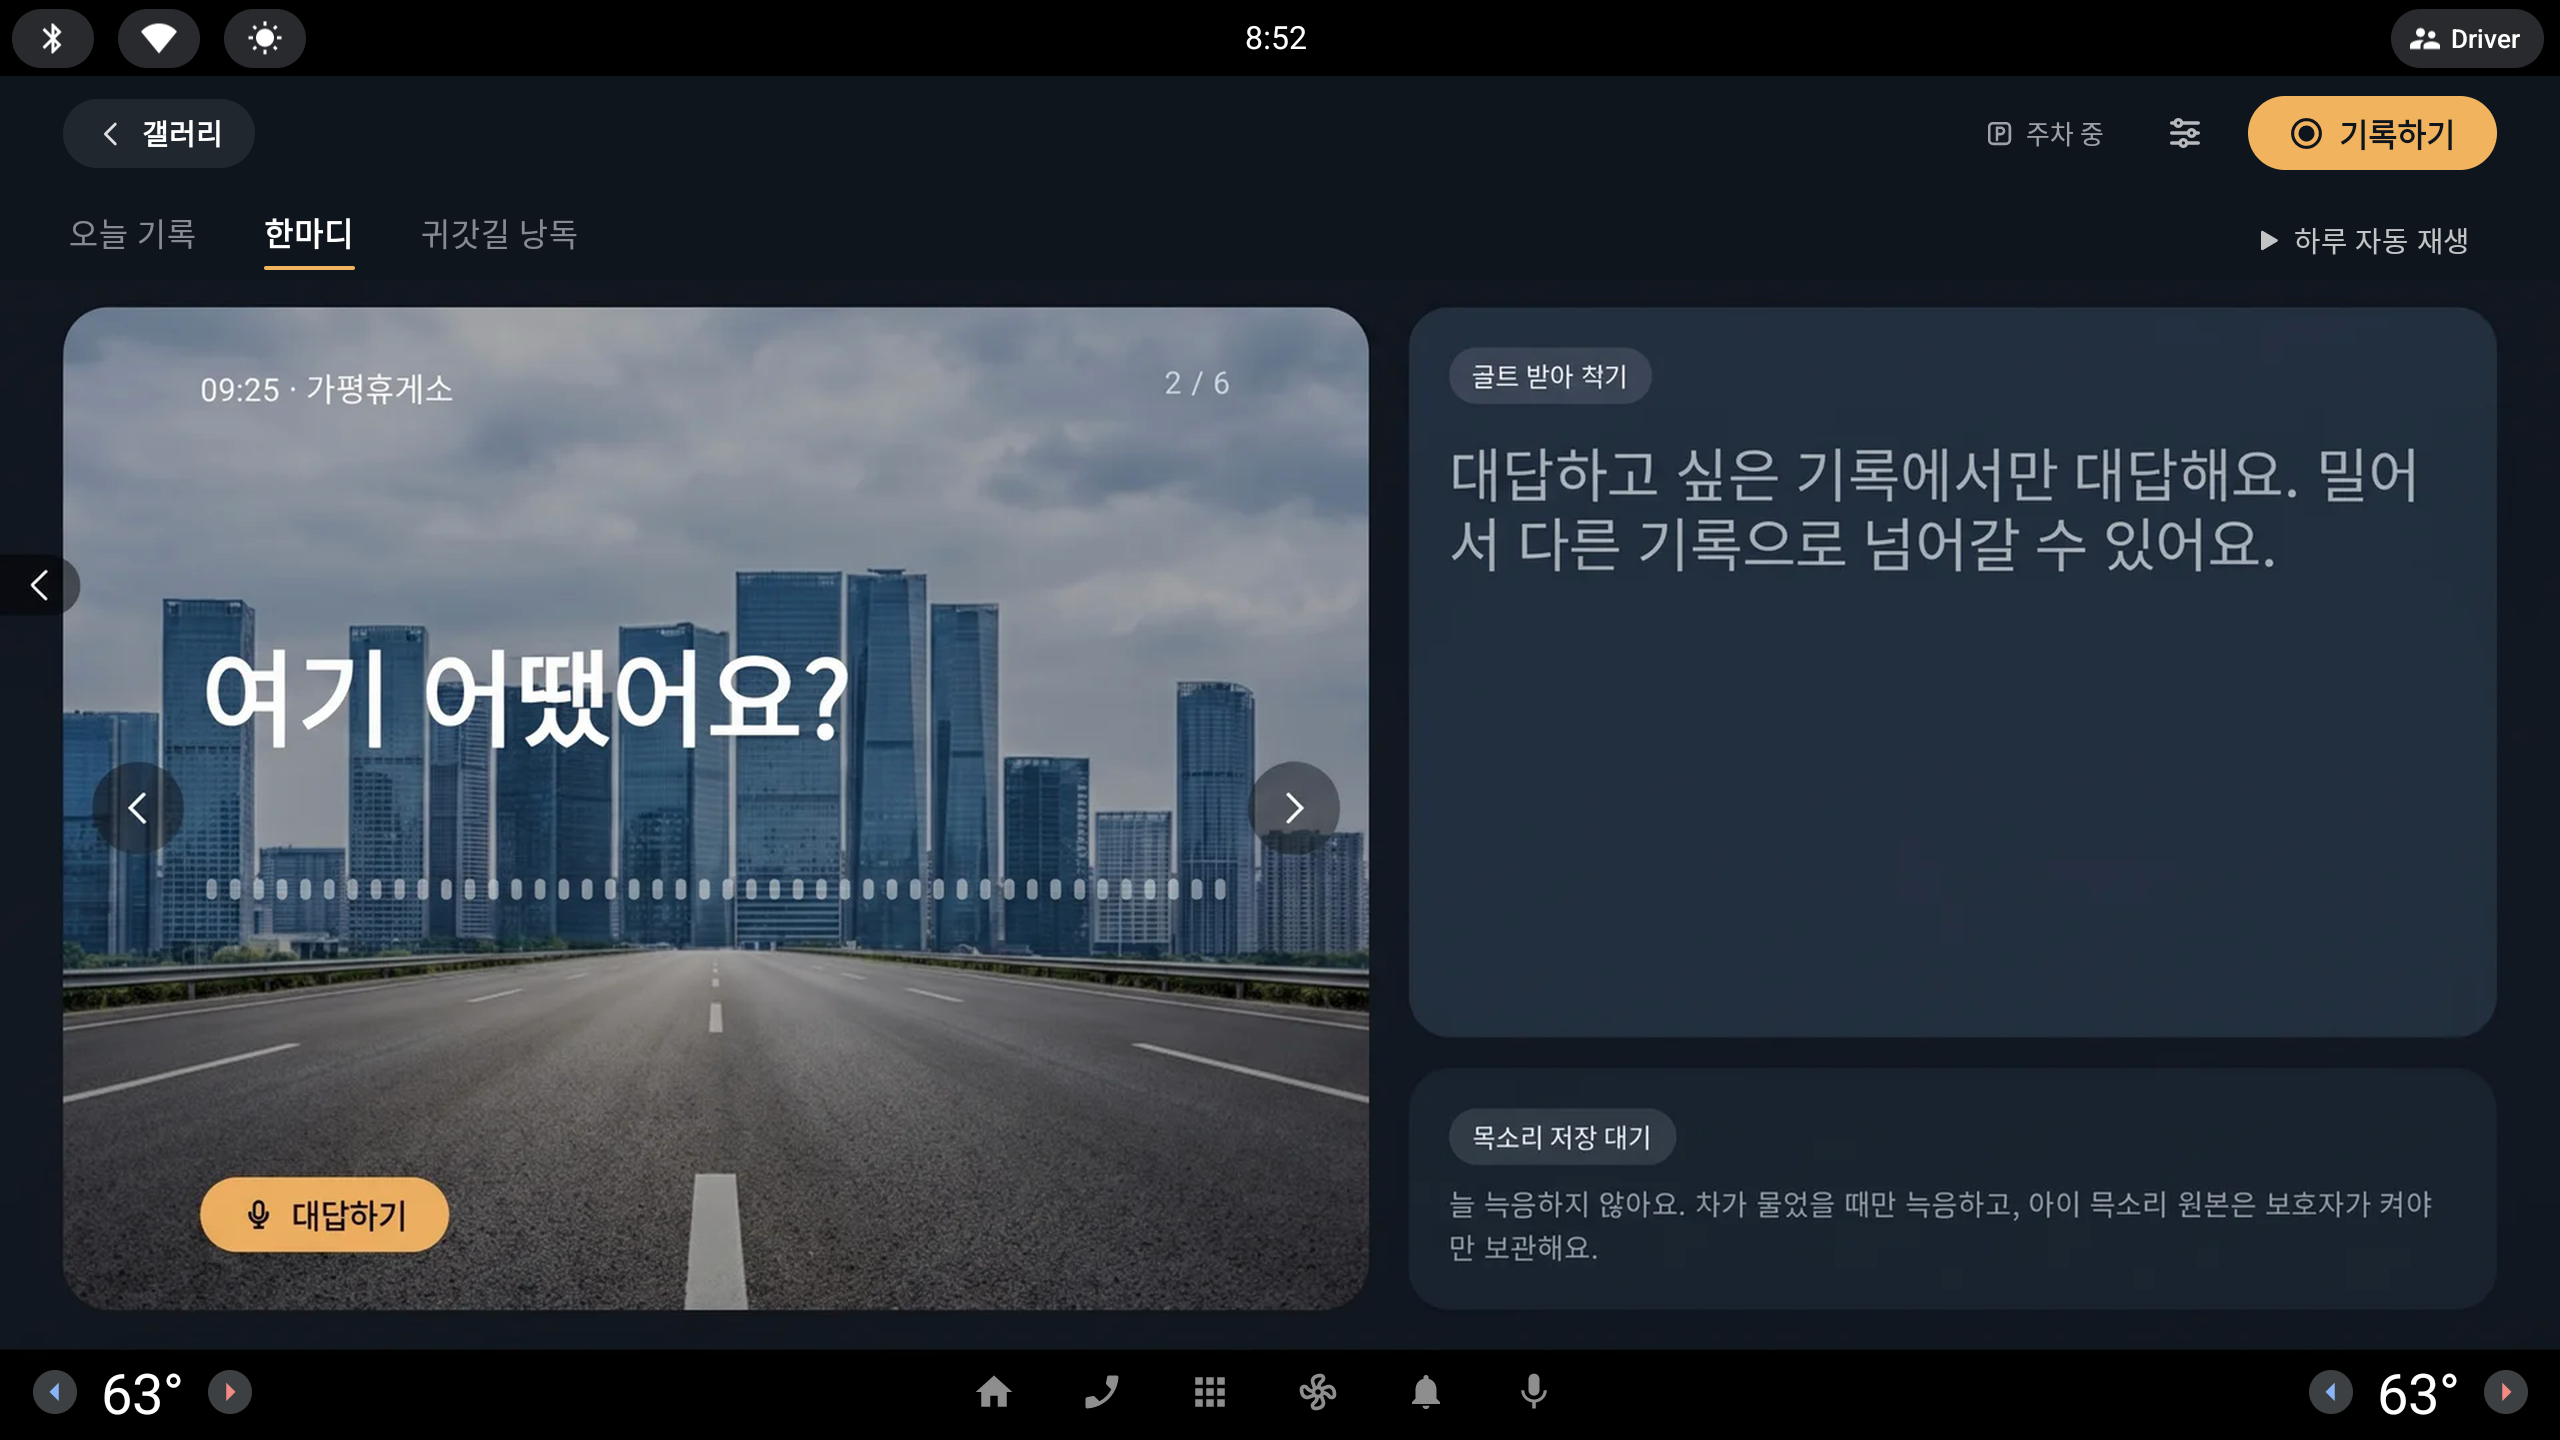 8:52
Driver
갤러리
주차 중
기록하기
오늘 기록
한마디
귀갓길 낭독
하루 자동 재생
09:25 · 가평휴게소
2 / 6
여기 어땠어요?
대답하기
골트 받아 착기
대답하고 싶은 기록에서만 대답해요. 밀어
서 다른 기록으로 넘어갈 수 있어요.
목소리 저장 대기
늘 늑음하지 않아요. 차가 물었을 때만 늑음하고, 아이 목소리 원본은 보호자가 켜야
만 보관해요.
63°
63°